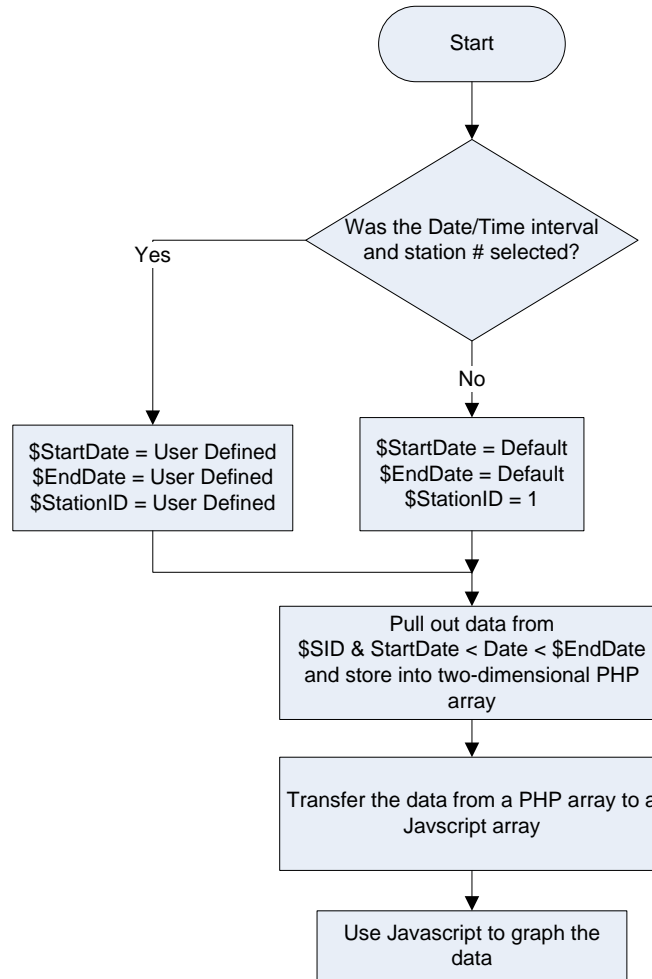 Start
Was the Date/Time interval
and station # selected?
Yes
No
$StartDate = User Defined
$EndDate = User Defined
$StationID = User Defined
$StartDate = Default
$EndDate = Default
$StationID = 1
Pull out data from
$SID & StartDate < Date < $EndDate
and store into two-dimensional PHP
array
Transfer the data from a PHP array to a
Javscript array
Use Javascript to graph the
data